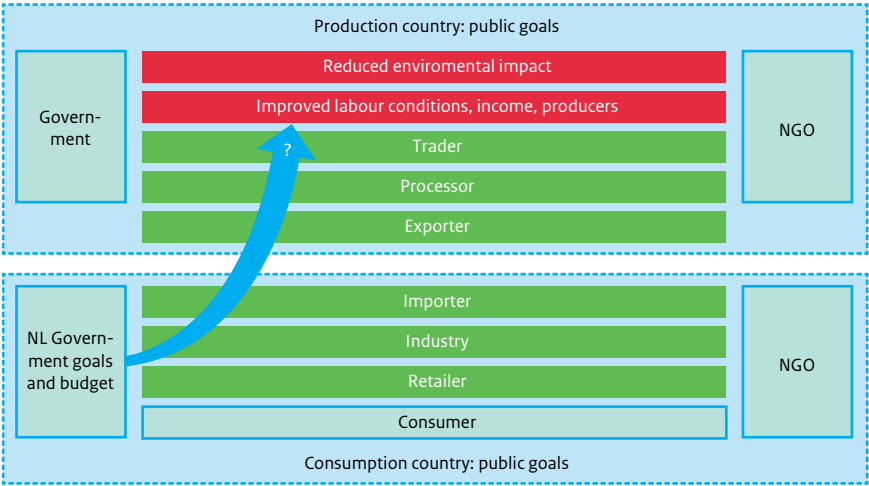 Production country: public goals
Reduced enviromental impact
Improved labour conditions, income, producers
Govern-
ment
?
Trader
NGO
Processor
Exporter
Importer
NL Govern-
ment goals
and budget
Industry
NGO
Retailer
Consumer
Consumption country: public goals